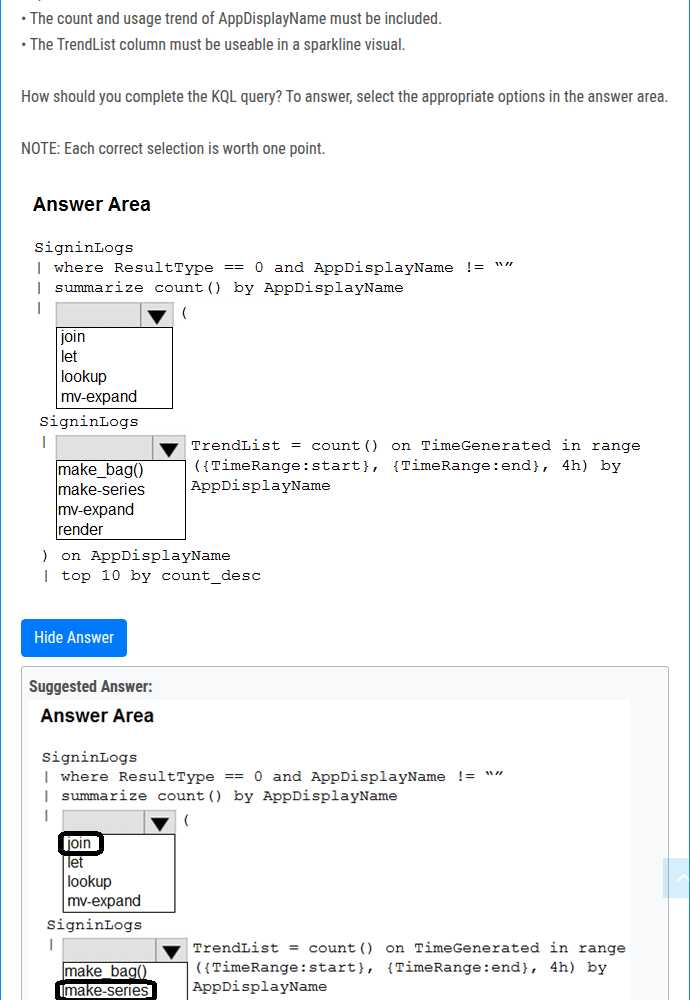 • The count and usage trend of AppDisplayName must be included.
• The TrendList column must be useable in a sparkline visual.
How should you complete the KQL query? To answer, select the appropriate options in the answer area.
NOTE: Each correct selection is worth one point.
Answer Area
SigninLogs
| where ResultType == 0 and AppDisplayName != “”
| summarize count() by AppDisplayName
| (
join
let
lookup
mv-expand
SigninLogs
| TrendList = count() on TimeGenerated in range
({TimeRange:start}, {TimeRange:end}, 4h) by
AppDisplayName
make_bag()
make-series
mv-expand
render
) on AppDisplayName
| top 10 by count_desc
Hide Answer
Suggested Answer:
Answer Area
SigninLogs
| where ResultType == 0 and AppDisplayName != “”
| summarize count() by AppDisplayName
| (
join
let
lookup
mv-expand
SigninLogs
| TrendList = count() on TimeGenerated in range
({TimeRange:start}, {TimeRange:end}, 4h) by
AppDisplayName
make_bag()
make-series